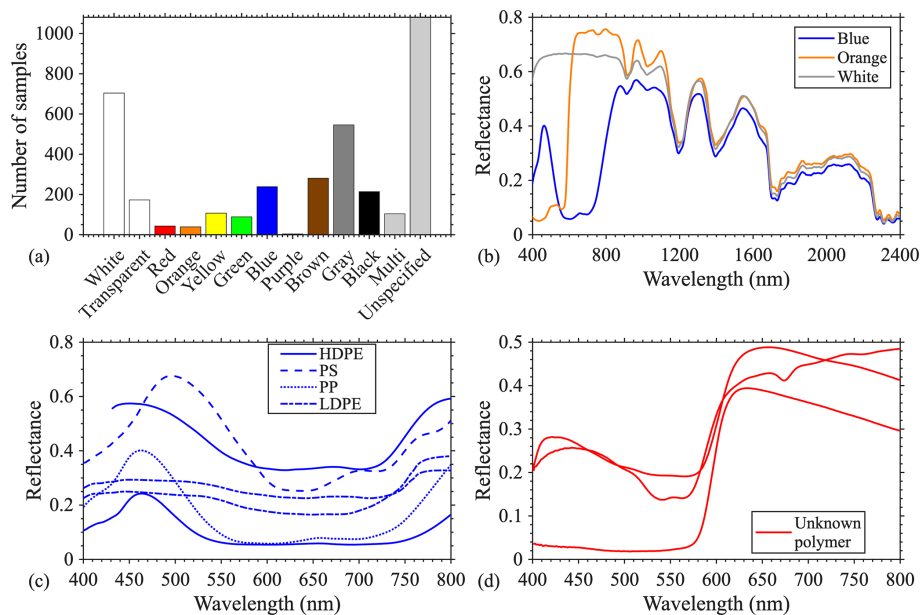 Number of samples
1000
800
600
400
200
0
(a)
White
Transparent
Red
Orange
Yellow
Green
Blue
Purple
Brown
Gray
Black
Multi
Unspecified
Reflectance
0.8
0.6
0.4
0.2
0
(b)
Blue
Orange
White
400 800 1200 1600 2000 2400
Wavelength (nm)
Reflectance
0.8
0.6
0.4
0.2
0
(c)
HDPE
PS
PP
LDPE
400 450 500 550 600 650 700 750 800
Wavelength (nm)
Reflectance
0.5
0.4
0.3
0.2
0.1
0
(d)
Unknown
polymer
400 450 500 550 600 650 700 750 800
Wavelength (nm)